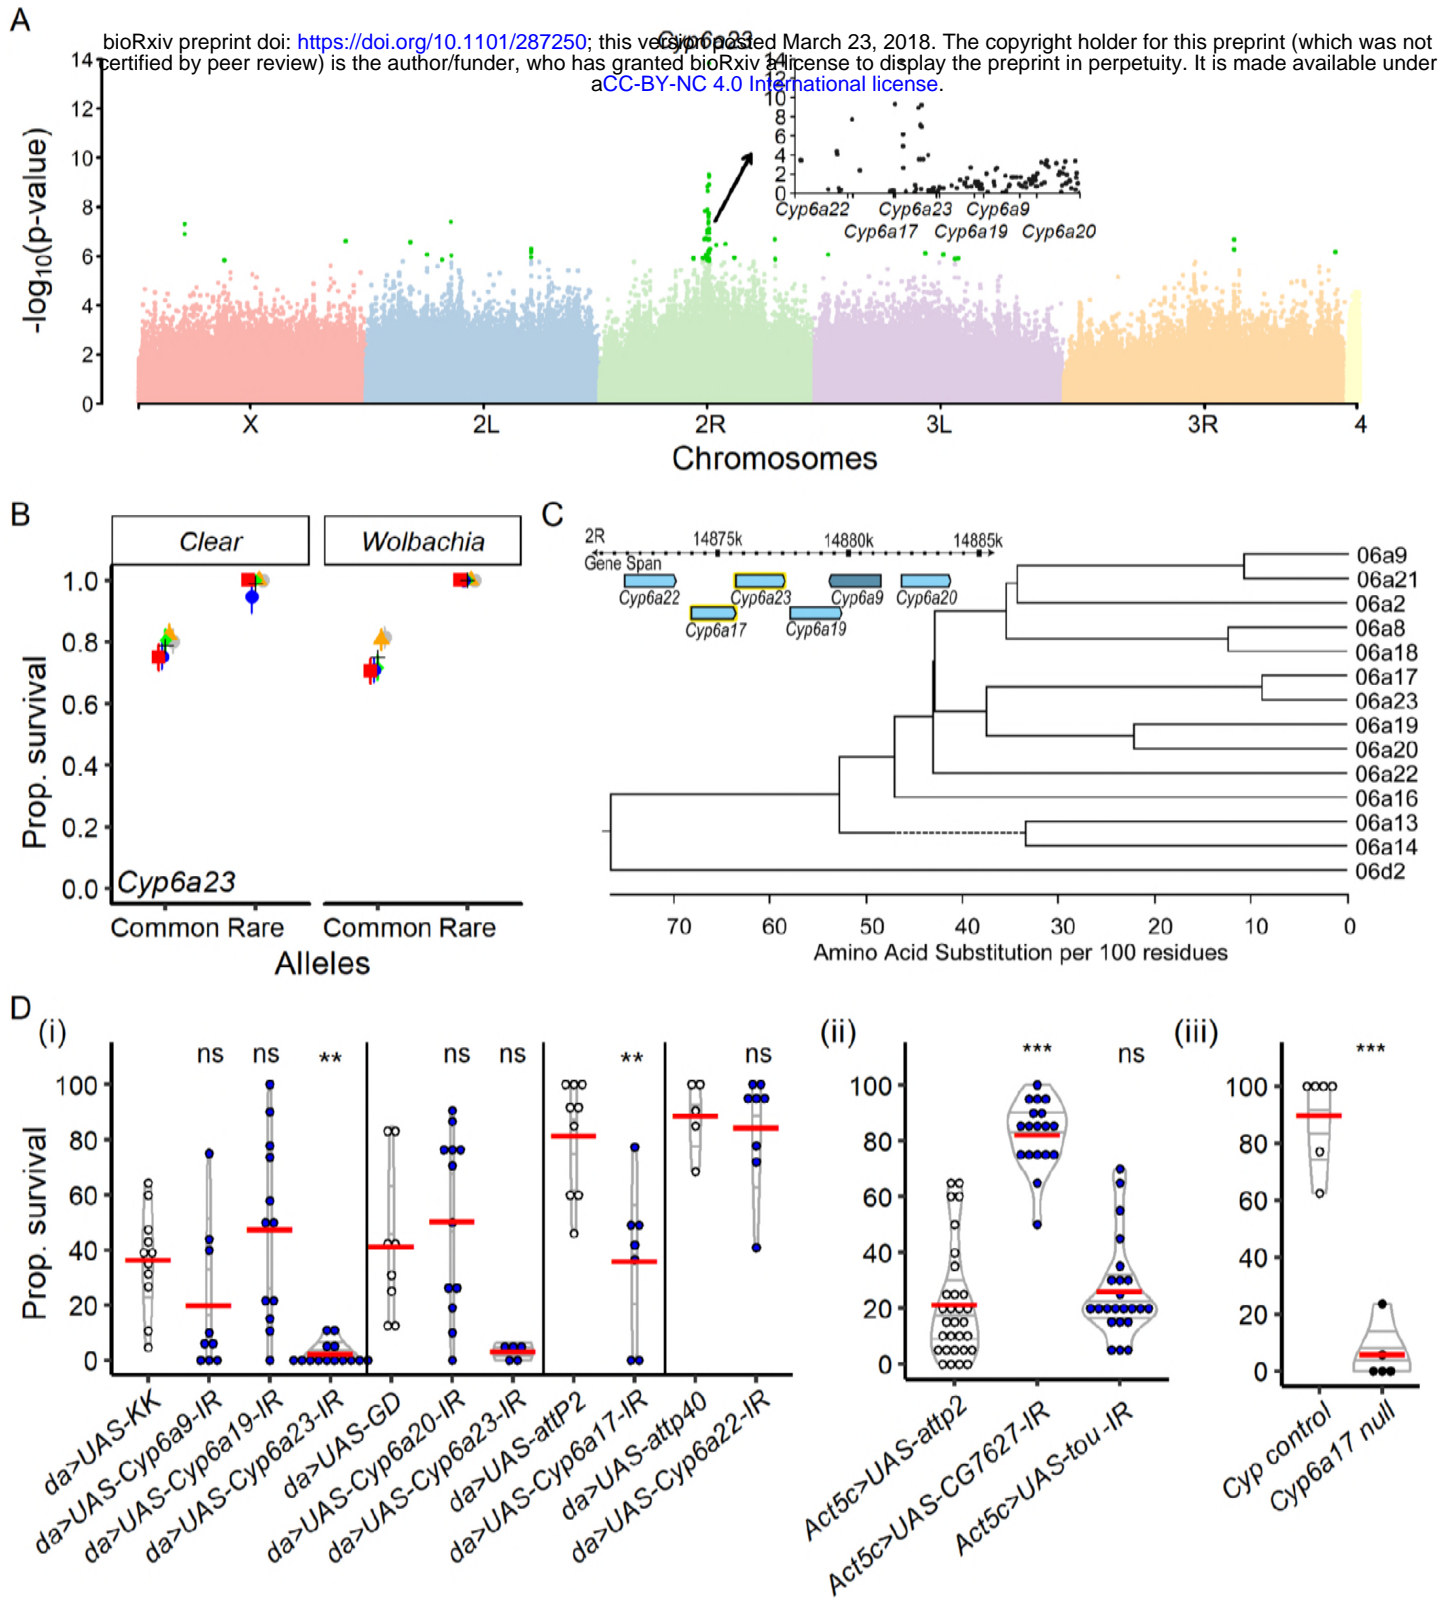 A
bioRxiv preprint doi: https://doi.org/10.1101/287250; this version posted March 23, 2018. The copyright holder for this preprint (which was not
certified by peer review) is the author/funder, who has granted bioRxiv a license to display the preprint in perpetuity. It is made available under
aCC-BY-NC 4.0 International license.
Cyp6a23
14
12
10
8
6
4
2
0
-log10(p-value)
14
12
10
8
6
4
2
0
Cyp6a22 Cyp6a23 Cyp6a9
Cyp6a17 Cyp6a19 Cyp6a20
X 2L 2R 3L 3R 4
Chromosomes
B
Clear Wolbachia
Prop. survival
1.0
0.8
0.6
0.4
0.2
0.0
Cyp6a23
Common Rare Common Rare
Alleles
C
2R 14875k 14880k 14885k
Gene Span
Cyp6a22 Cyp6a23 Cyp6a9 Cyp6a20
Cyp6a17 Cyp6a19
06a9
06a21
06a2
06a8
06a18
06a17
06a23
06a19
06a20
06a22
06a16
06a13
06a14
06d2
70 60 50 40 30 20 10 0
Amino Acid Substitution per 100 residues
D
(i)
Prop. survival
100
80
60
40
20
0
ns ns ** ns ns ** ns
da>UAS-KK
da>UAS-Cyp6a9-IR
da>UAS-Cyp6a19-IR
da>UAS-Cyp6a23-IR
da>UAS-GD
da>UAS-Cyp6a20-IR
da>UAS-Cyp6a23-IR
da>UAS-attP2
da>UAS-Cyp6a17-IR
da>UAS-attp40
da>UAS-Cyp6a22-IR
(ii)
100
80
60
40
20
0
*** ns
Act5c>UAS-attp2
Act5c>UAS-CG7627-IR
Act5c>UAS-tou-IR
(iii)
100
80
60
40
20
0
***
Cyp control
Cyp6a17 null